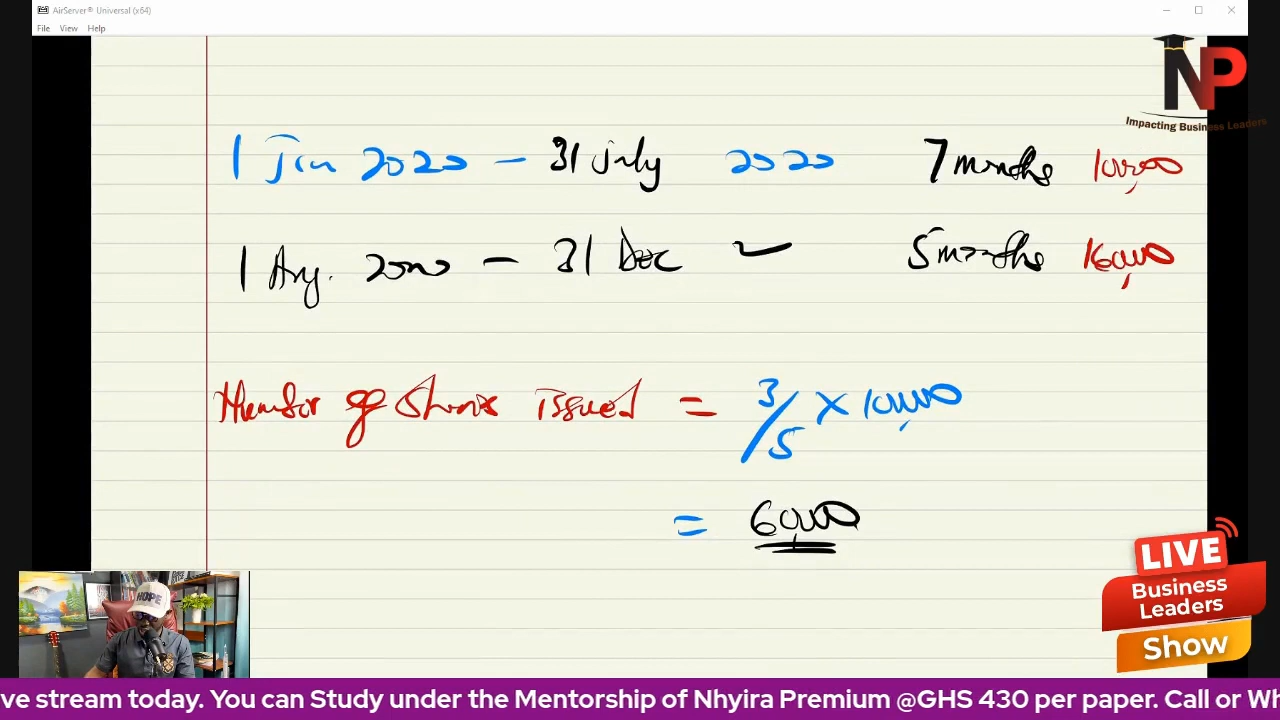 AirServer® Universal (x64)
File View Help
NP
Impacting Business Leaders
1 Jan 2020 - 31 July 2020 7 months 10,000
1 Aug. 2020 - 31 Dec 5 months 16,000
Number of Shares issued = 3/5 x 10,000
= 6,000
HOPE
LIVE
Business
Leaders
Show
ve stream today. You can Study under the Mentorship of Nhyira Premium @GHS 430 per paper. Call or Wh